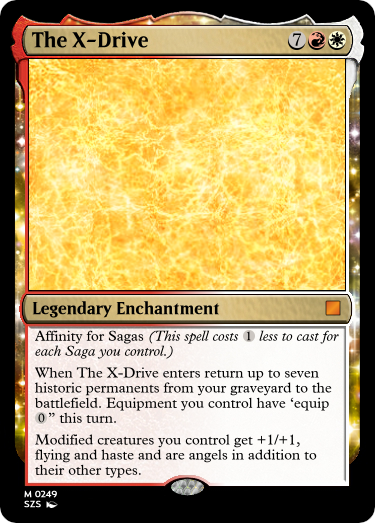 The X-Drive 7
Legendary Enchantment
Affinity for Sagas (This spell costs 1 less to cast for
each Saga you control.)
When The X-Drive enters return up to seven
historic permanents from your graveyard to the
battlefield. Equipment you control have ‘equip
0” this turn.
Modified creatures you control get +1/+1,
flying and haste and are angels in addition to
their other types.
M 0249
SZS